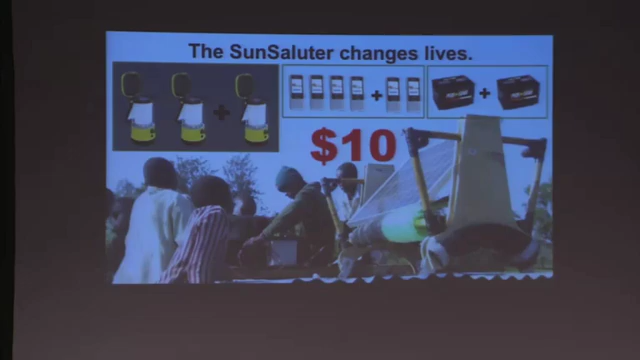 The SunSaluter changes lives.
+
+
+
$10